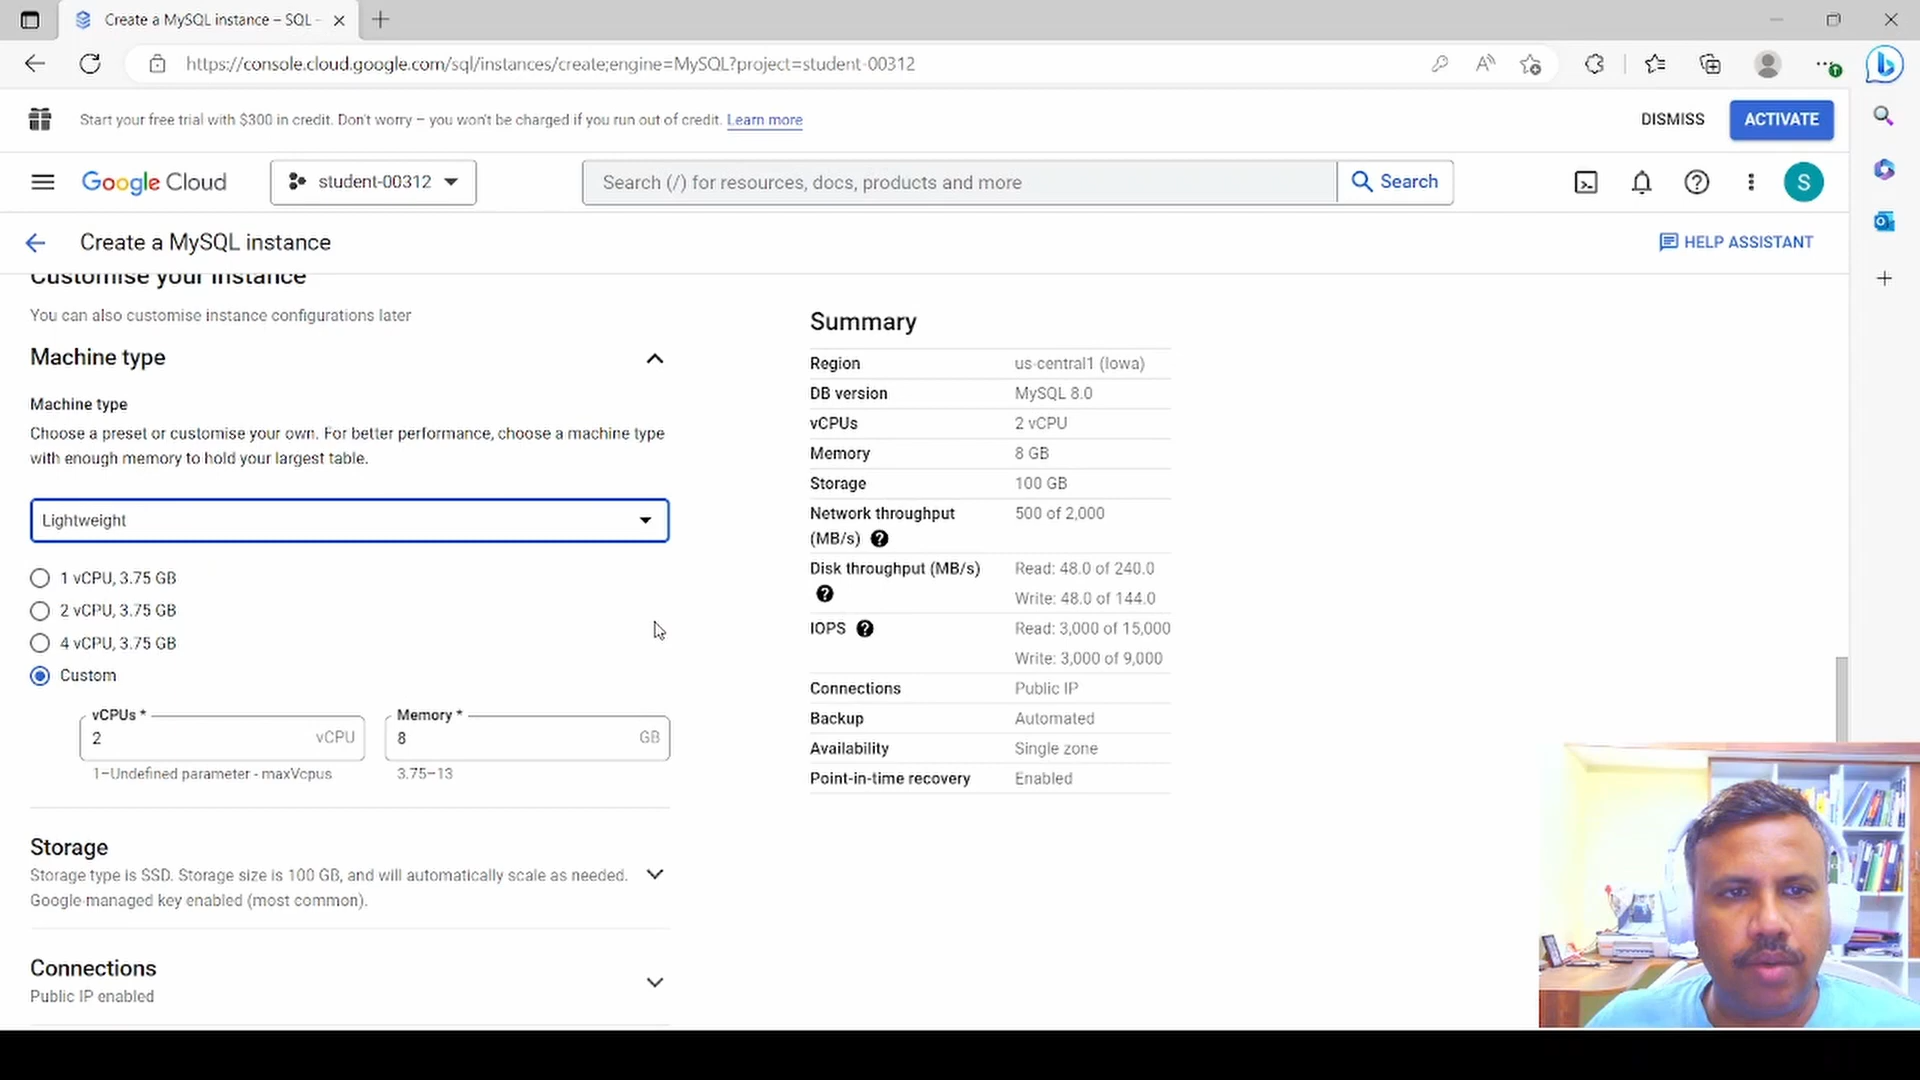 Create a MySQL instance – SQL –
https://console.cloud.google.com/sql/instances/create;engine=MySQL?project=student-00312
Start your free trial with $300 in credit. Don't worry – you won't be charged if you run out of credit. Learn more
DISMISS
ACTIVATE
Google Cloud
student-00312
Search (/) for resources, docs, products and more
Search
S
Create a MySQL instance
HELP ASSISTANT
Customise your instance
You can also customise instance configurations later
Machine type
Machine type
Choose a preset or customise your own. For better performance, choose a machine type
with enough memory to hold your largest table.
Lightweight
1 vCPU, 3.75 GB
2 vCPU, 3.75 GB
4 vCPU, 3.75 GB
Custom
vCPUs *
2 vCPU
1–Undefined parameter - maxVcpus
Memory *
8 GB
3.75–13
Storage
Storage type is SSD. Storage size is 100 GB, and will automatically scale as needed.
Google-managed key enabled (most common).
Connections
Public IP enabled
Summary
Region us-central1 (Iowa)
DB version MySQL 8.0
vCPUs 2 vCPU
Memory 8 GB
Storage 100 GB
Network throughput 500 of 2,000
(MB/s)
Disk throughput (MB/s) Read: 48.0 of 240.0
Write: 48.0 of 144.0
IOPS Read: 3,000 of 15,000
Write: 3,000 of 9,000
Connections Public IP
Backup Automated
Availability Single zone
Point-in-time recovery Enabled